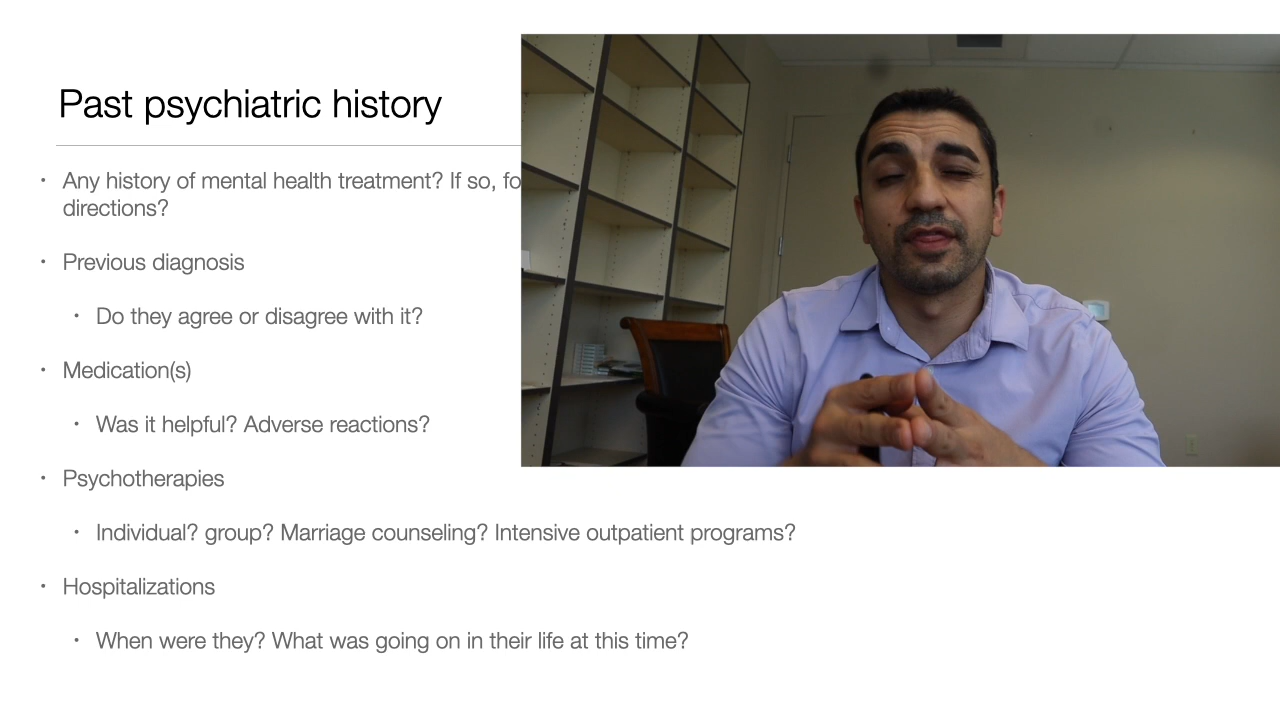 Past psychiatric history
• Any history of mental health treatment? If so,
directions?
• Previous diagnosis
• Do they agree or disagree with it?
• Medication(s)
• Was it helpful? Adverse reactions?
• Psychotherapies
• Individual? group? Marriage counseling? Intensive outpatient programs?
• Hospitalizations
• When were they? What was going on in their life at this time?